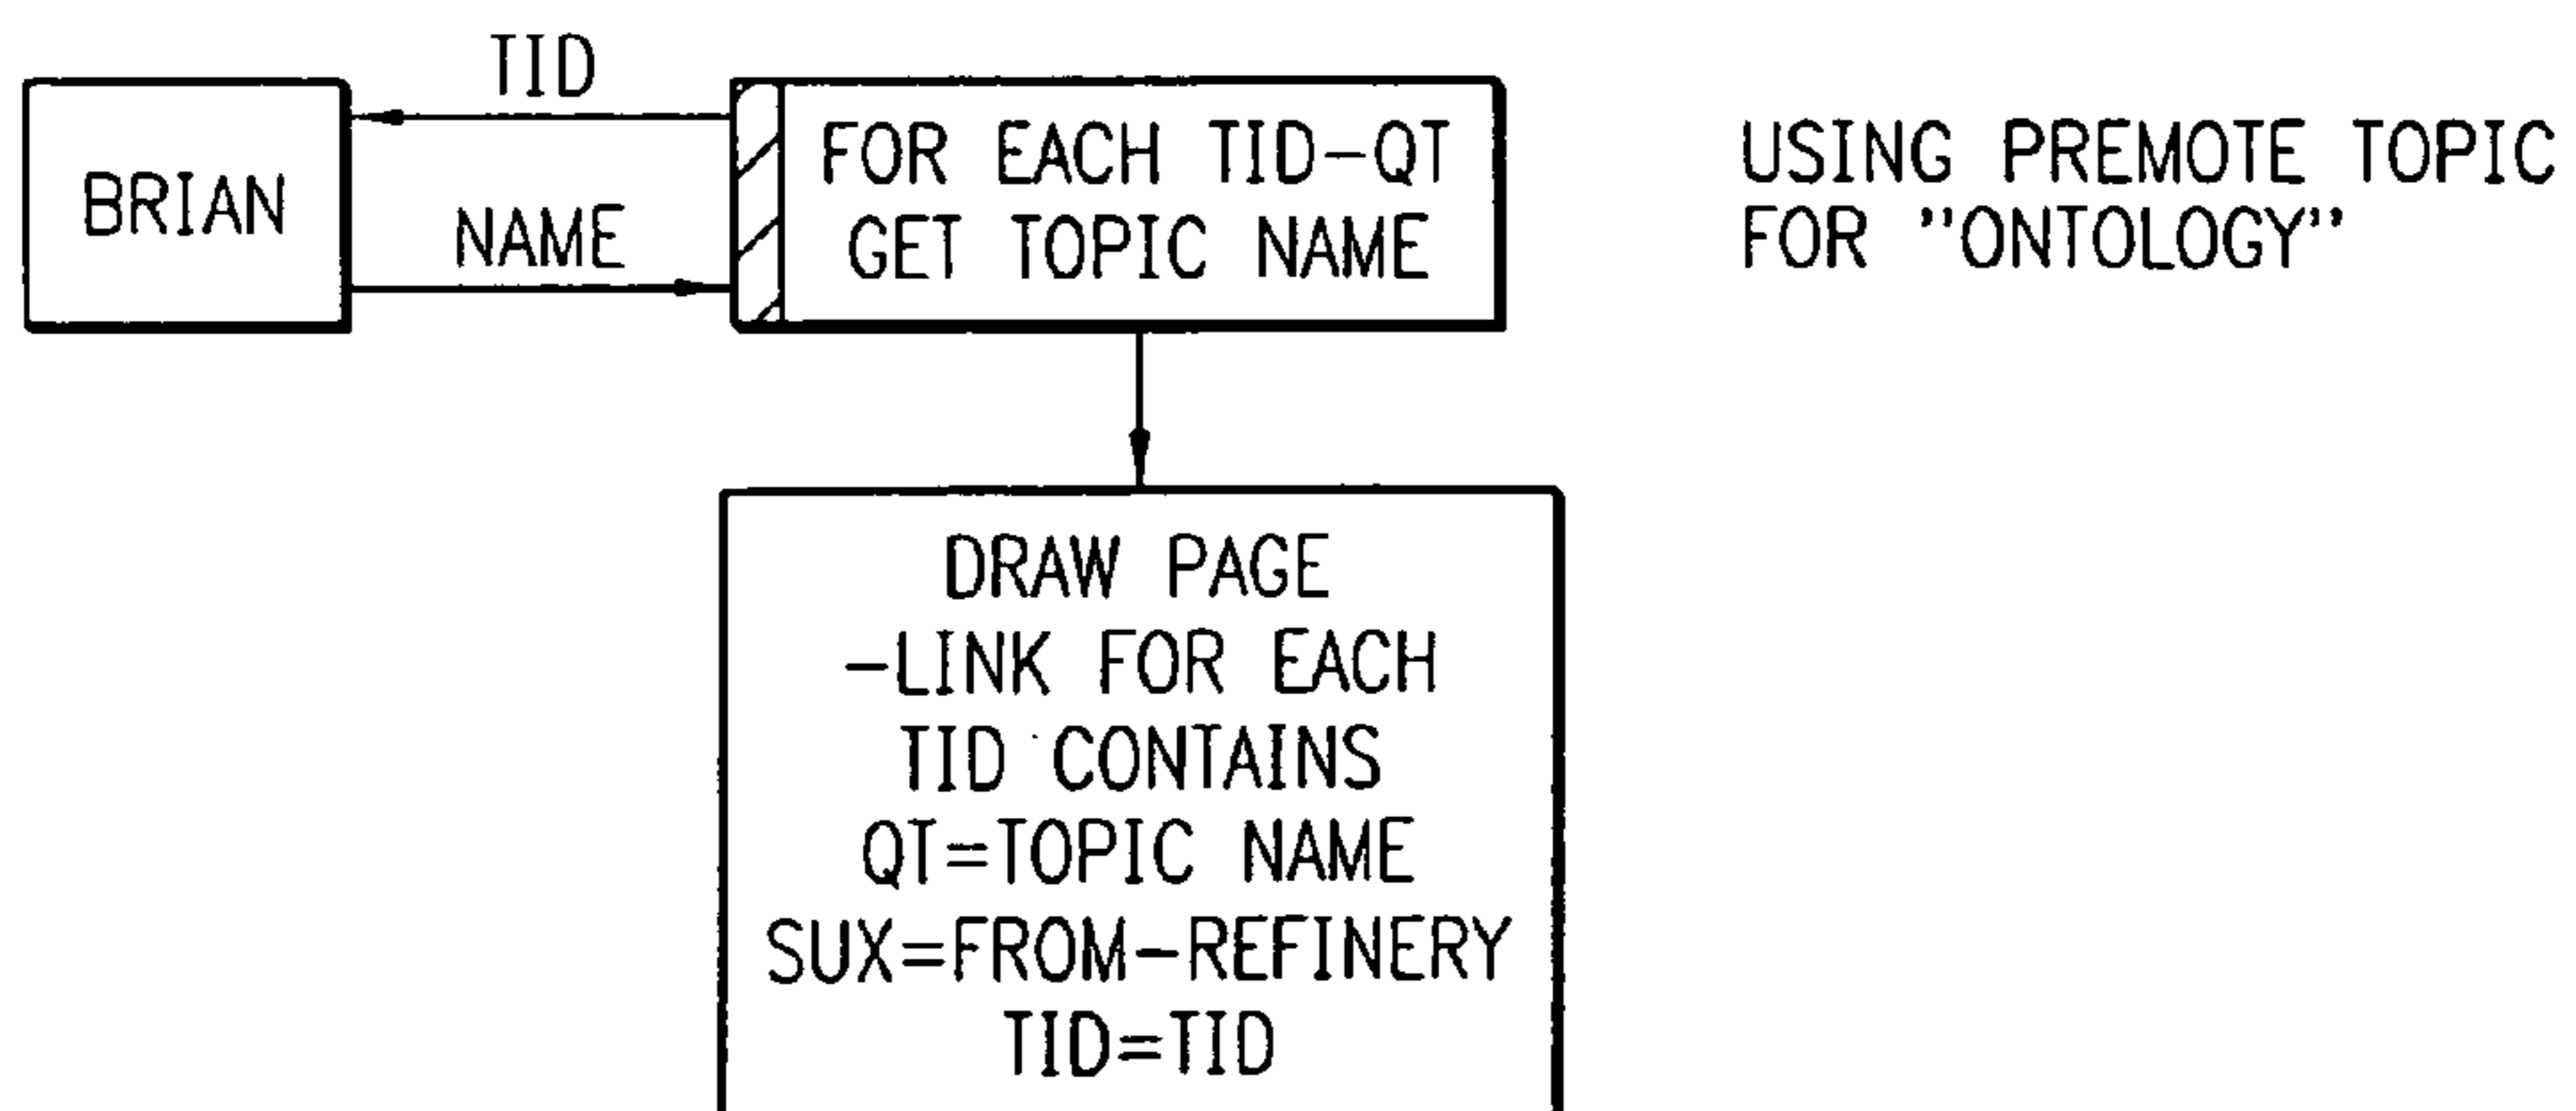 TID
BRIAN
NAME
FOR EACH TID-QT
GET TOPIC NAME
USING PREMOTE TOPIC
FOR "ONTOLOGY"
DRAW PAGE
-LINK FOR EACH
TID CONTAINS
QT=TOPIC NAME
SUX=FROM-REFINERY
TID=TID